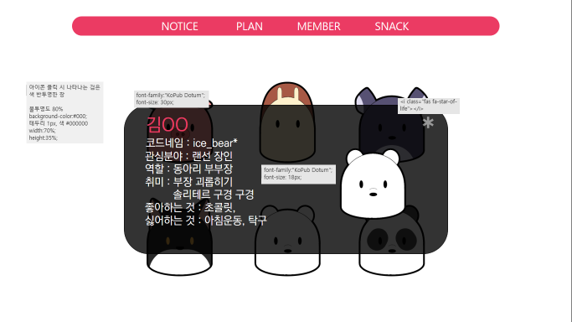 NOTICE PLAN MEMBER SNACK
아이콘 클릭 시 나타나는 검은
색 반투명한 창
불투명도 80%
background-color:#000;
테두리 1px, 색 #000000
width:70%;
height:35%;
font-family:"KoPub Dotum";
font-size: 30px;
<i class="fas fa-star-of-
life"></i>
김OO
*
코드네임 : ice_bear*
관심분야 : 랜선 장인
역할 : 동아리 부부장
취미 : 부장 괴롭히기
솔리테르 구경 구경
좋아하는 것 : 초콜릿,
싫어하는 것 : 아침운동, 탁구
font-family:"KoPub Dotum";
font-size: 18px;